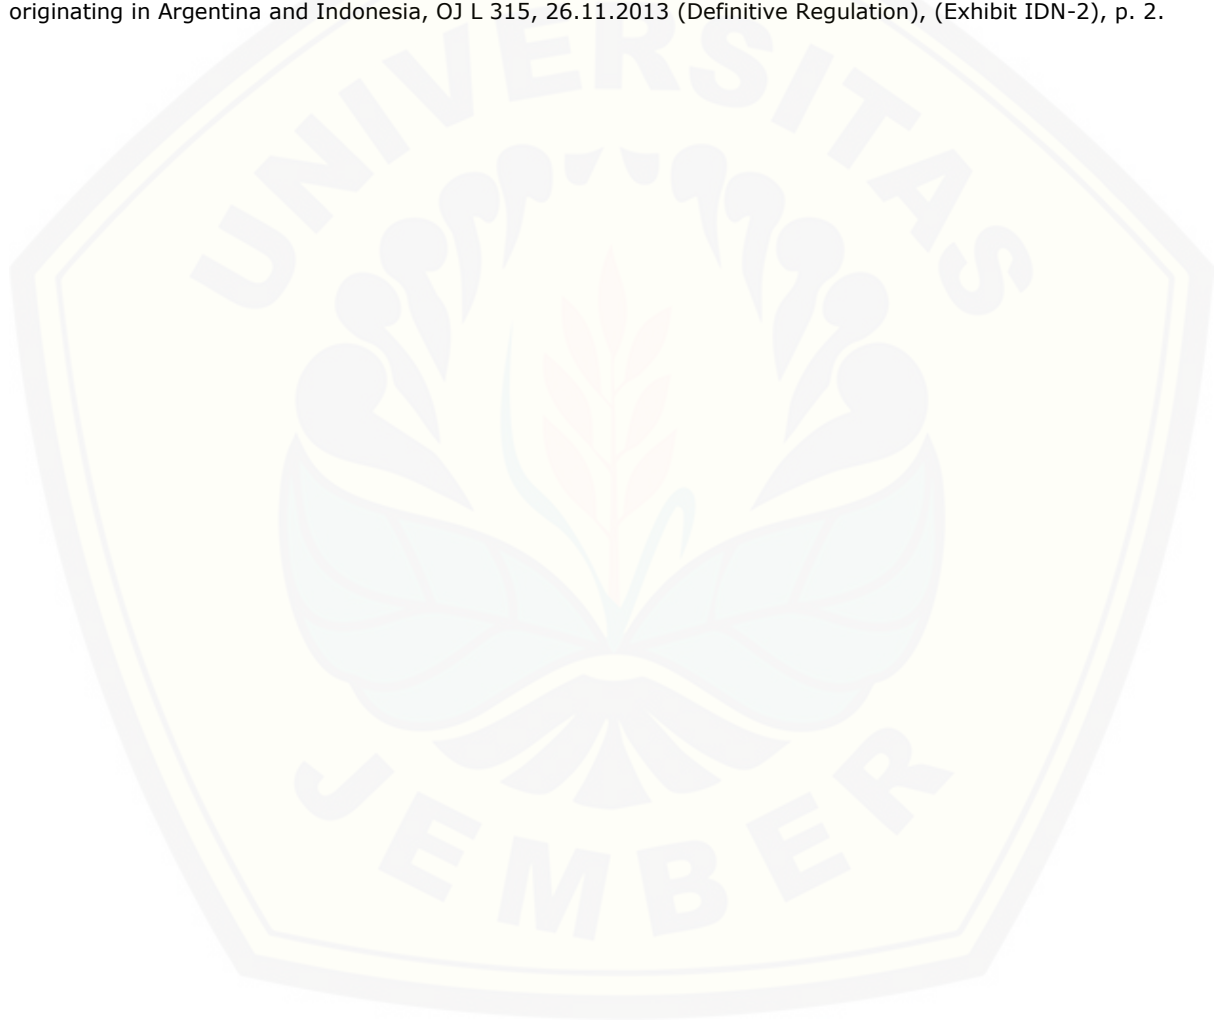 originating in Argentina and Indonesia, OJ L 315, 26.11.2013 (Definitive Regulation), (Exhibit IDN-2), p. 2.
UNIVERSITAS
JEMBER